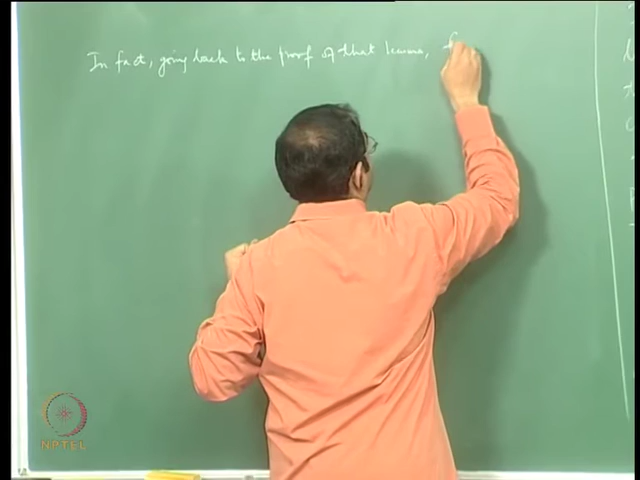 In fact, going back to the proof of that lemma,
NPTEL